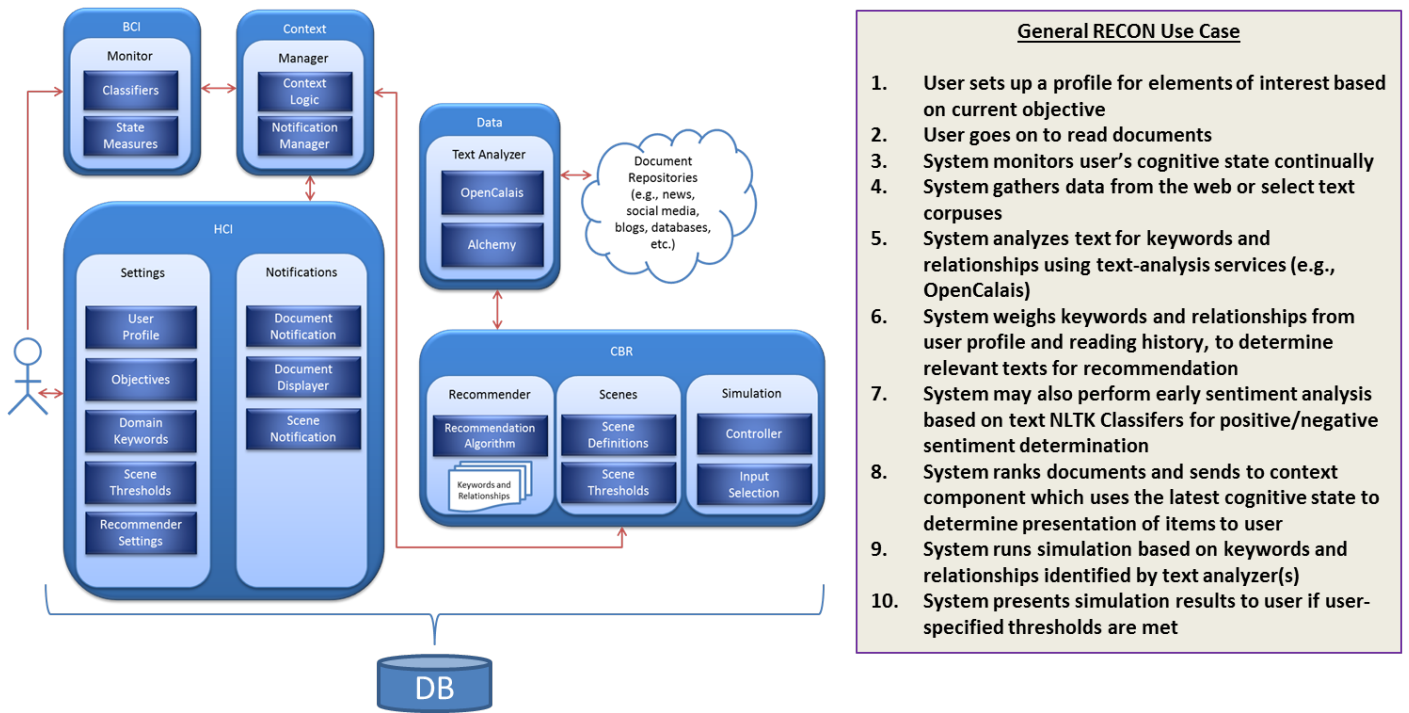 BCI
Monitor
Classifiers
State
Measures
Context
Manager
Context
Logic
Notification
Manager
Data
Text Analyzer
OpenCalais
Alchemy
Document
Repositories
(e.g., news,
social media,
blogs, databases,
etc.)
HCI
Settings
User
Profile
Objectives
Domain
Keywords
Scene
Thresholds
Recommender
Settings
Notifications
Document
Notification
Document
Displayer
Scene
Notification
CBR
Recommender
Recommendation
Algorithm
Keywords and
Relationships
Scenes
Scene
Definitions
Scene
Thresholds
Simulation
Controller
Input
Selection
DB
General RECON Use Case
1. User sets up a profile for elements of interest based
on current objective
2. User goes on to read documents
3. System monitors user's cognitive state continually
4. System gathers data from the web or select text
corpuses
5. System analyzes text for keywords and
relationships using text-analysis services (e.g.,
OpenCalais)
6. System weighs keywords and relationships from
user profile and reading history, to determine
relevant texts for recommendation
7. System may also perform early sentiment analysis
based on text NLTK Classifers for positive/negative
sentiment determination
8. System ranks documents and sends to context
component which uses the latest cognitive state to
determine presentation of items to user
9. System runs simulation based on keywords and
relationships identified by text analyzer(s)
10. System presents simulation results to user if user-
specified thresholds are met